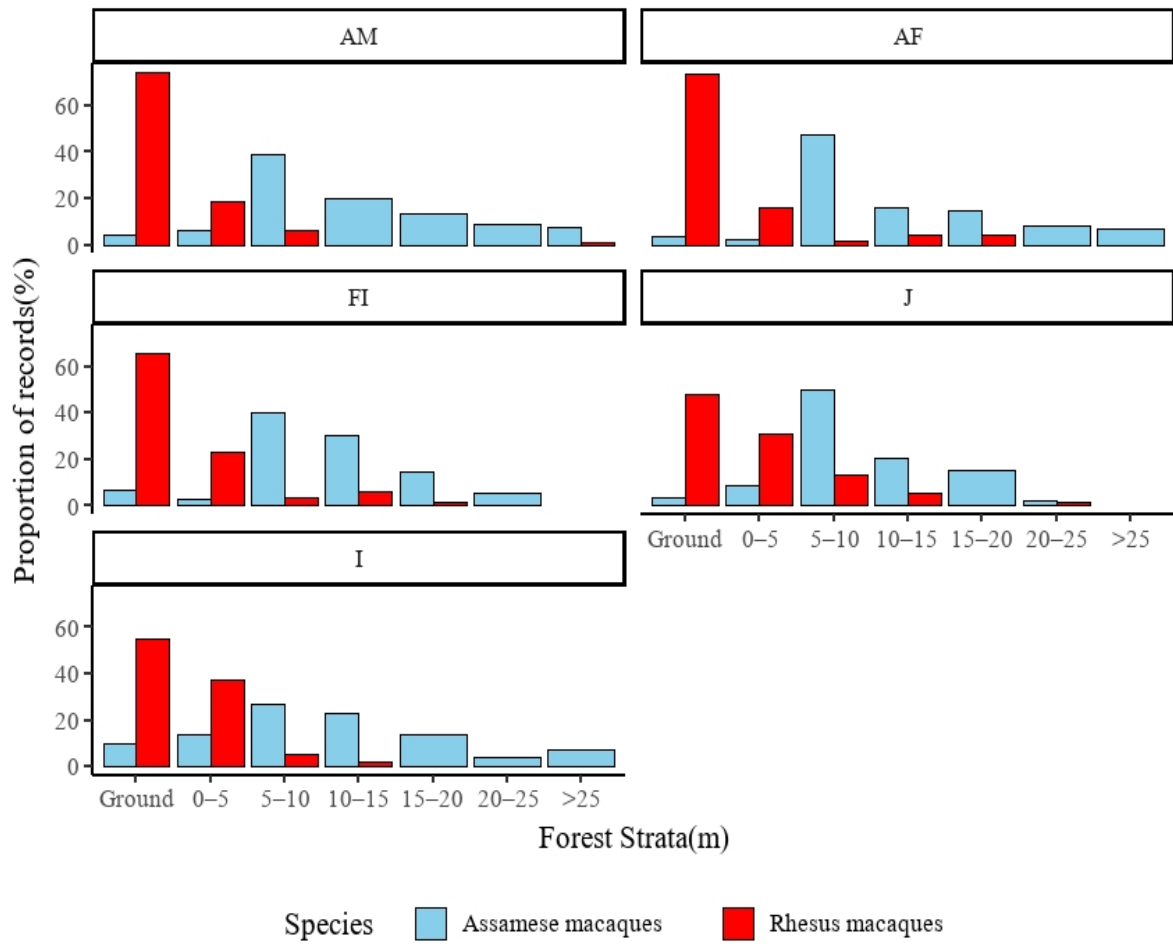 AM
AF
60
40
20
0
FI
J
60
40
20
0
Ground 0–5 5–10 10–15 15–20 20–25 >25
I
60
40
20
0
Ground 0–5 5–10 10–15 15–20 20–25 >25
Proportion of records(%)
Forest Strata(m)
Species Assamese macaques Rhesus macaques